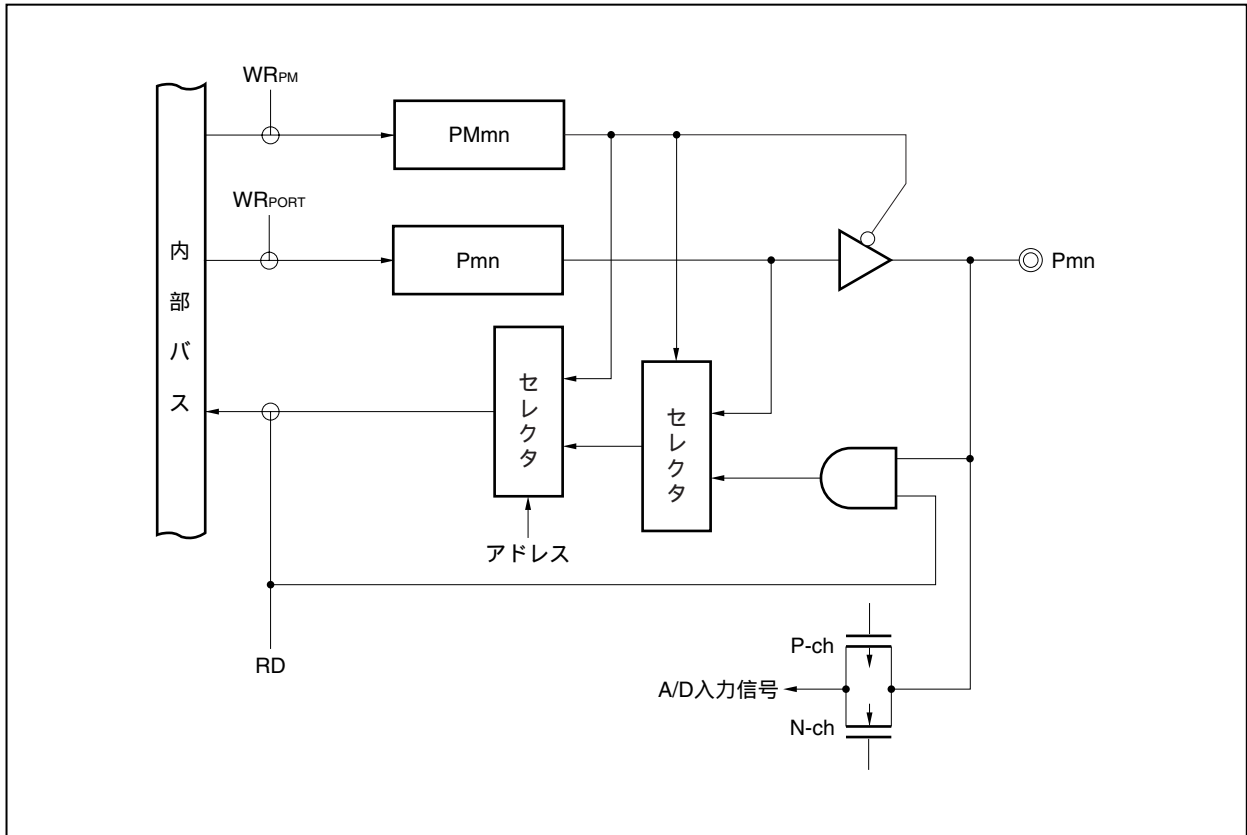 WRPM
PMmn
WRPORT
Pmn
Pmn
内部バス
セレクタ
セレクタ
アドレス
RD
P-ch
A/D入力信号
N-ch